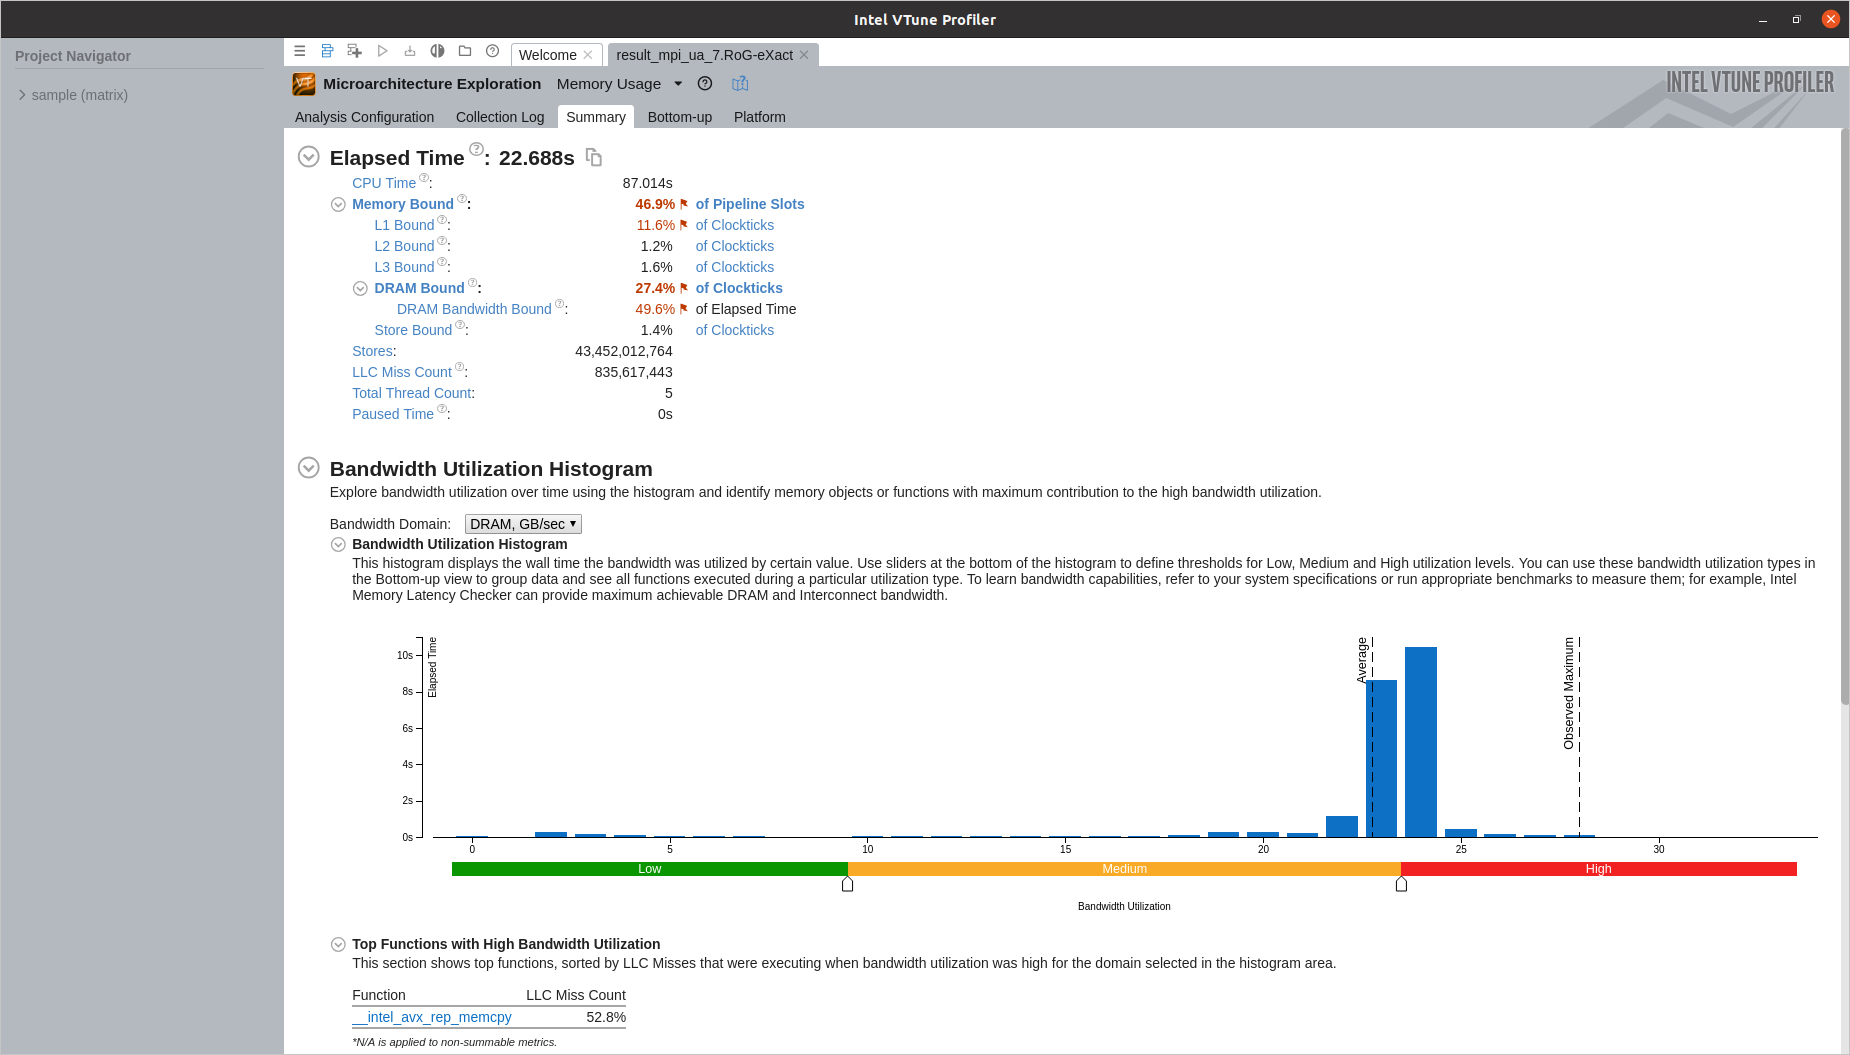 Intel VTune Profiler
Project Navigator
sample (matrix)
Welcome
result_mpi_ua_7.RoG-eXact
Microarchitecture Exploration Memory Usage
INTEL VTUNE PROFILER
Analysis Configuration Collection Log Summary Bottom-up Platform
Elapsed Time ?: 22.688s
CPU Time ?: 87.014s
Memory Bound ?: 46.9% of Pipeline Slots
L1 Bound ?: 11.6% of Clockticks
L2 Bound ?: 1.2% of Clockticks
L3 Bound ?: 1.6% of Clockticks
DRAM Bound ?: 27.4% of Clockticks
DRAM Bandwidth Bound ?: 49.6% of Elapsed Time
Store Bound ?: 1.4% of Clockticks
Stores: 43,452,012,764
LLC Miss Count ?: 835,617,443
Total Thread Count: 5
Paused Time ?: 0s
Bandwidth Utilization Histogram
Explore bandwidth utilization over time using the histogram and identify memory objects or functions with maximum contribution to the high bandwidth utilization.
Bandwidth Domain: DRAM, GB/sec
Bandwidth Utilization Histogram
This histogram displays the wall time the bandwidth was utilized by certain value. Use sliders at the bottom of the histogram to define thresholds for Low, Medium and High utilization levels. You can use these bandwidth utilization types in
the Bottom-up view to group data and see all functions executed during a particular utilization type. To learn bandwidth capabilities, refer to your system specifications or run appropriate benchmarks to measure them; for example, Intel
Memory Latency Checker can provide maximum achievable DRAM and Interconnect bandwidth.
Elapsed Time
10s
8s
6s
4s
2s
0s
Average
Observed Maximum
0 5 10 15 20 25 30
Low Medium High
Bandwidth Utilization
Top Functions with High Bandwidth Utilization
This section shows top functions, sorted by LLC Misses that were executing when bandwidth utilization was high for the domain selected in the histogram area.
Function LLC Miss Count
__intel_avx_rep_memcpy 52.8%
*N/A is applied to non-summable metrics.